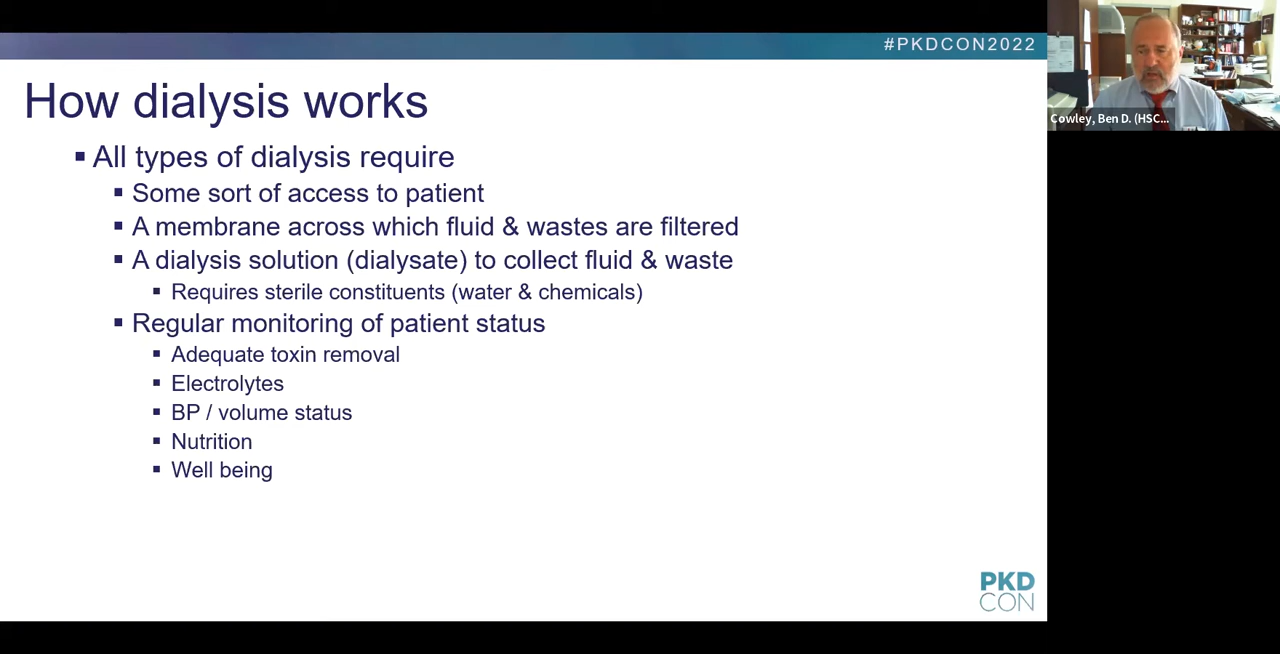 #PKDCON2022
How dialysis works
▪ All types of dialysis require
▪ Some sort of access to patient
▪ A membrane across which fluid & wastes are filtered
▪ A dialysis solution (dialysate) to collect fluid & waste
▪ Requires sterile constituents (water & chemicals)
▪ Regular monitoring of patient status
▪ Adequate toxin removal
▪ Electrolytes
▪ BP / volume status
▪ Nutrition
▪ Well being
PKD
CON
Cowley, Ben D. (HSC...